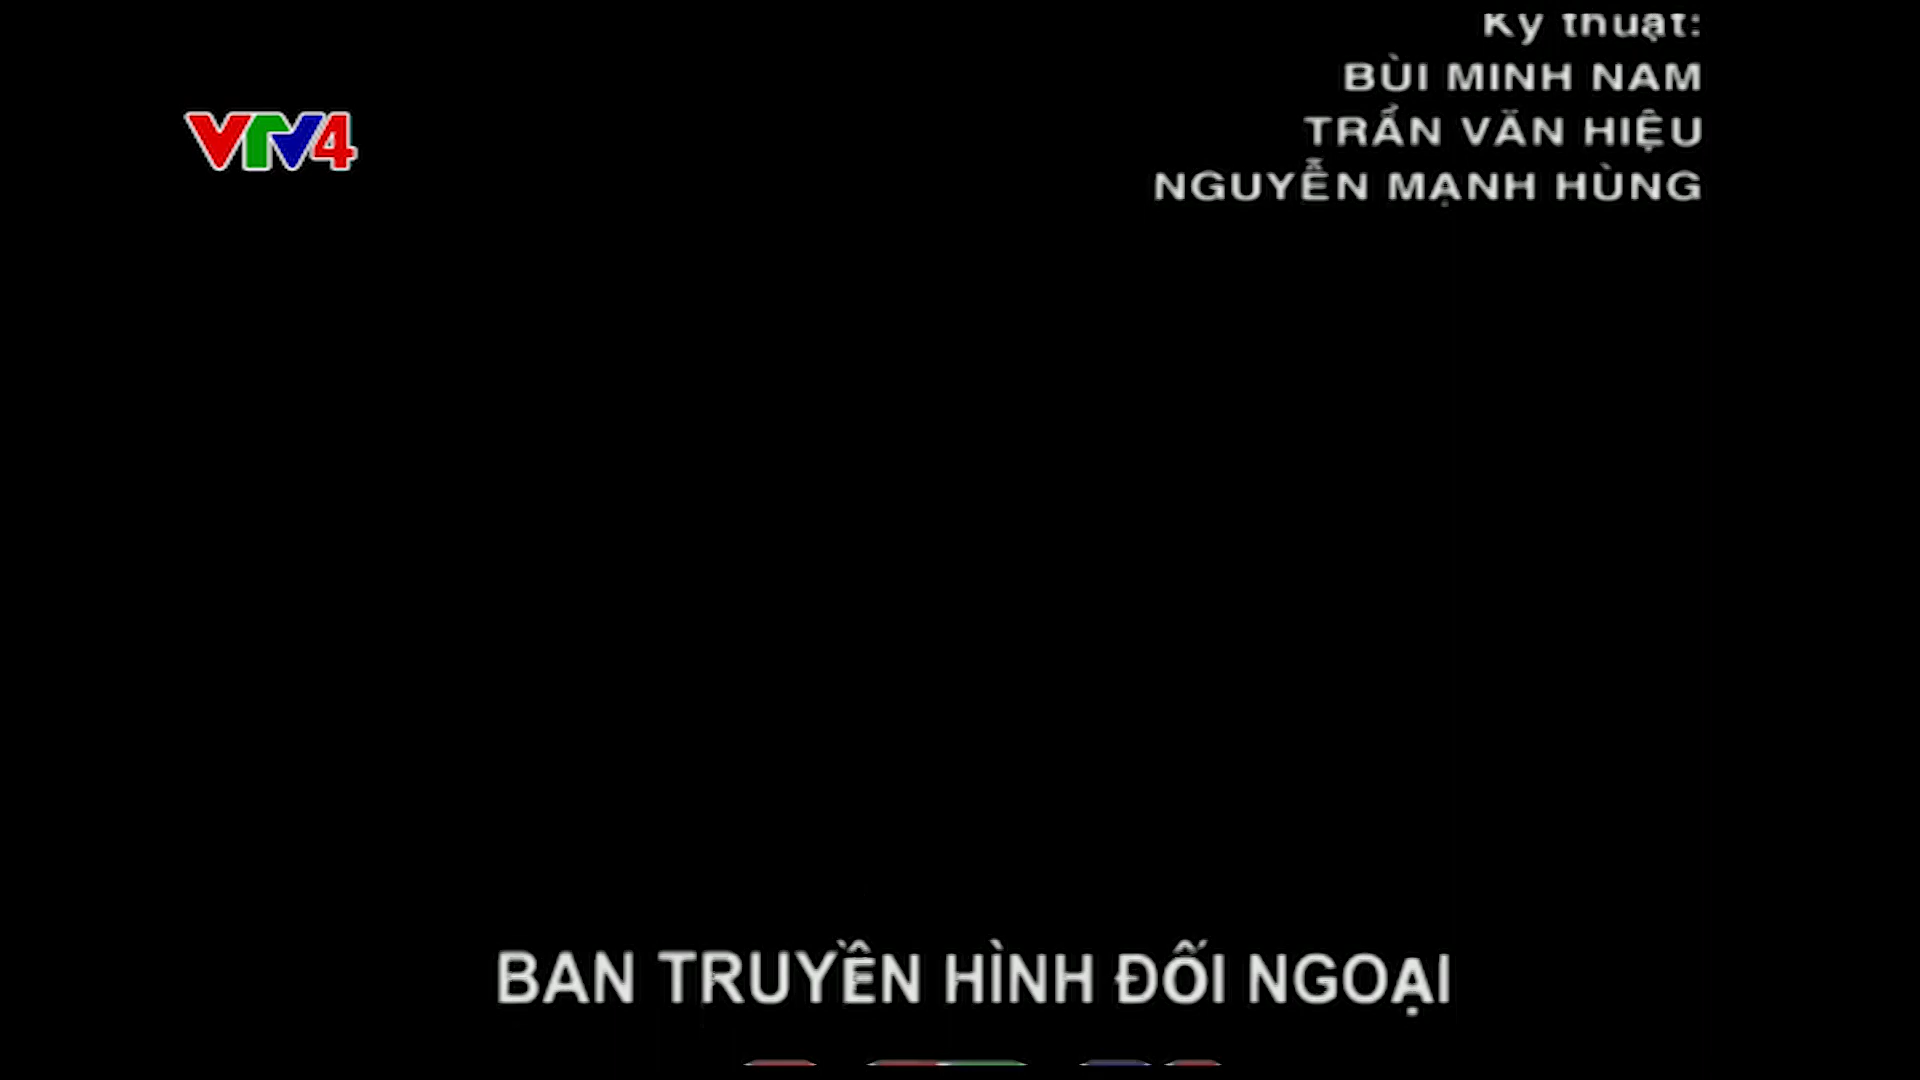 Kỹ thuật:
BÙI MINH NAM
TRẦN VĂN HIỆU
NGUYỄN MẠNH HÙNG
VTV4
BAN TRUYỀN HÌNH ĐỐI NGOẠI